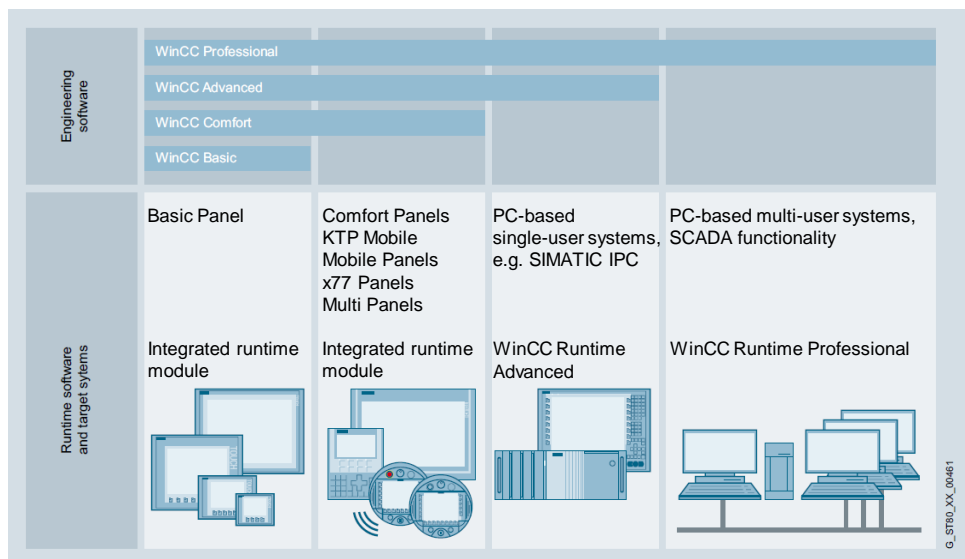 Engineering
software
WinCC Professional
WinCC Advanced
WinCC Comfort
WinCC Basic
Runtime software
and target sytems
Basic Panel
Integrated runtime
module
Comfort Panels
KTP Mobile
Mobile Panels
x77 Panels
Multi Panels
Integrated runtime
module
PC-based
single-user systems,
e.g. SIMATIC IPC
WinCC Runtime
Advanced
PC-based multi-user systems,
SCADA functionality
WinCC Runtime Professional
G_ST80_XX_00461